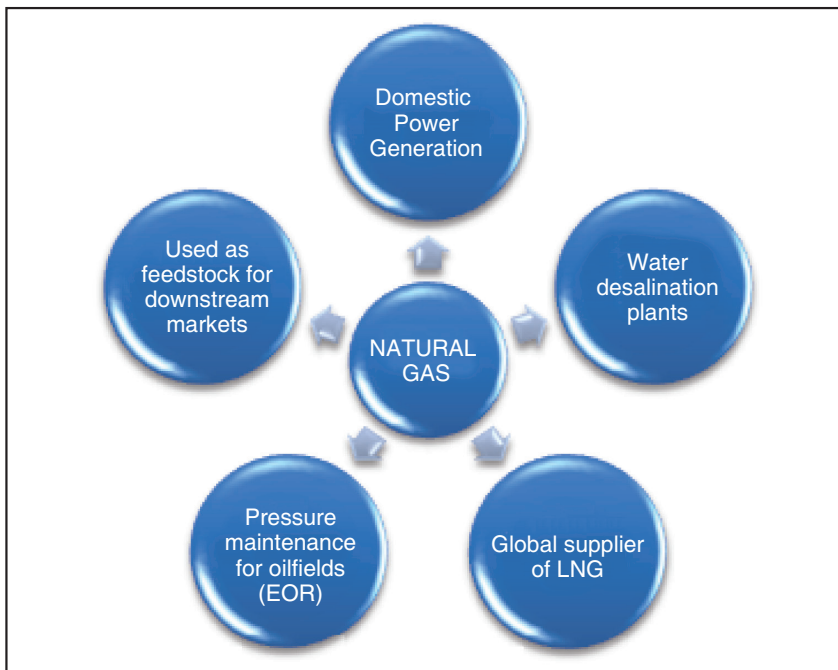 Domestic
Power
Generation
Used as
feedstock for
downstream
markets
Water
desalination
plants
NATURAL
GAS
Pressure
maintenance
for oilfields
(EOR)
Global supplier
of LNG